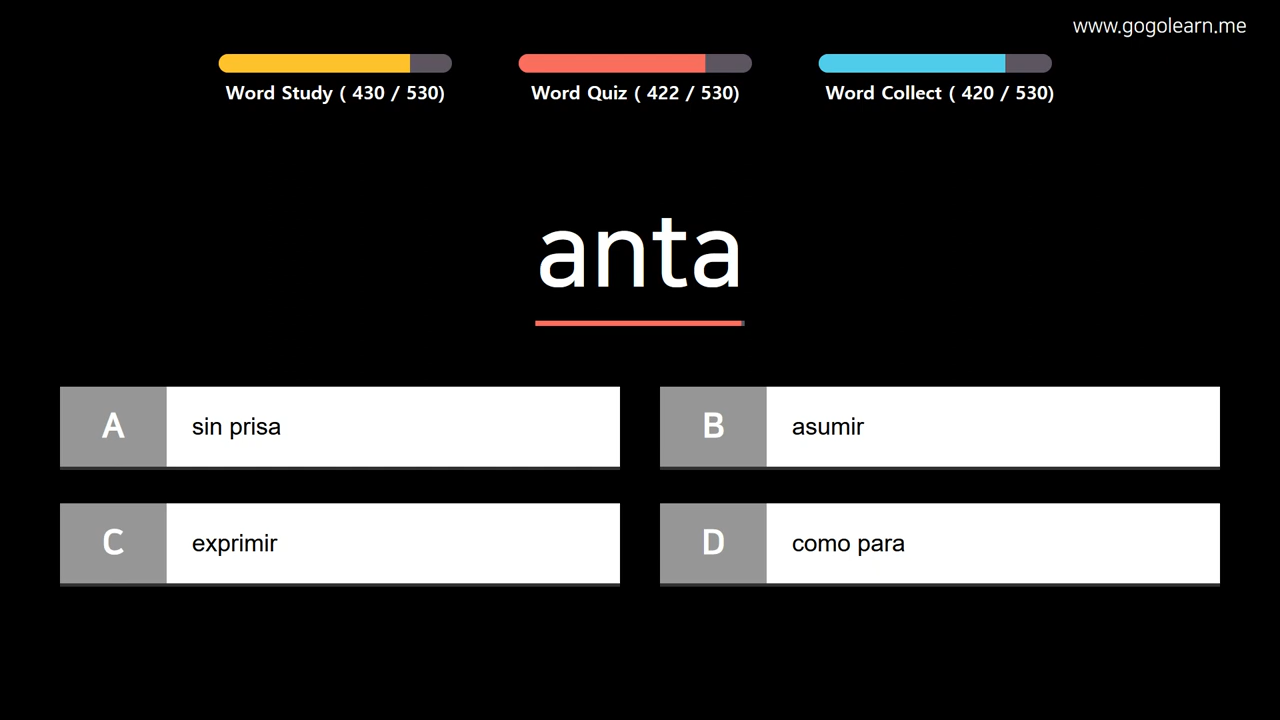 www.gogolearn.me
Word Study ( 430 / 530)
Word Quiz ( 422 / 530)
Word Collect ( 420 / 530)
anta
A sin prisa
B asumir
C exprimir
D como para